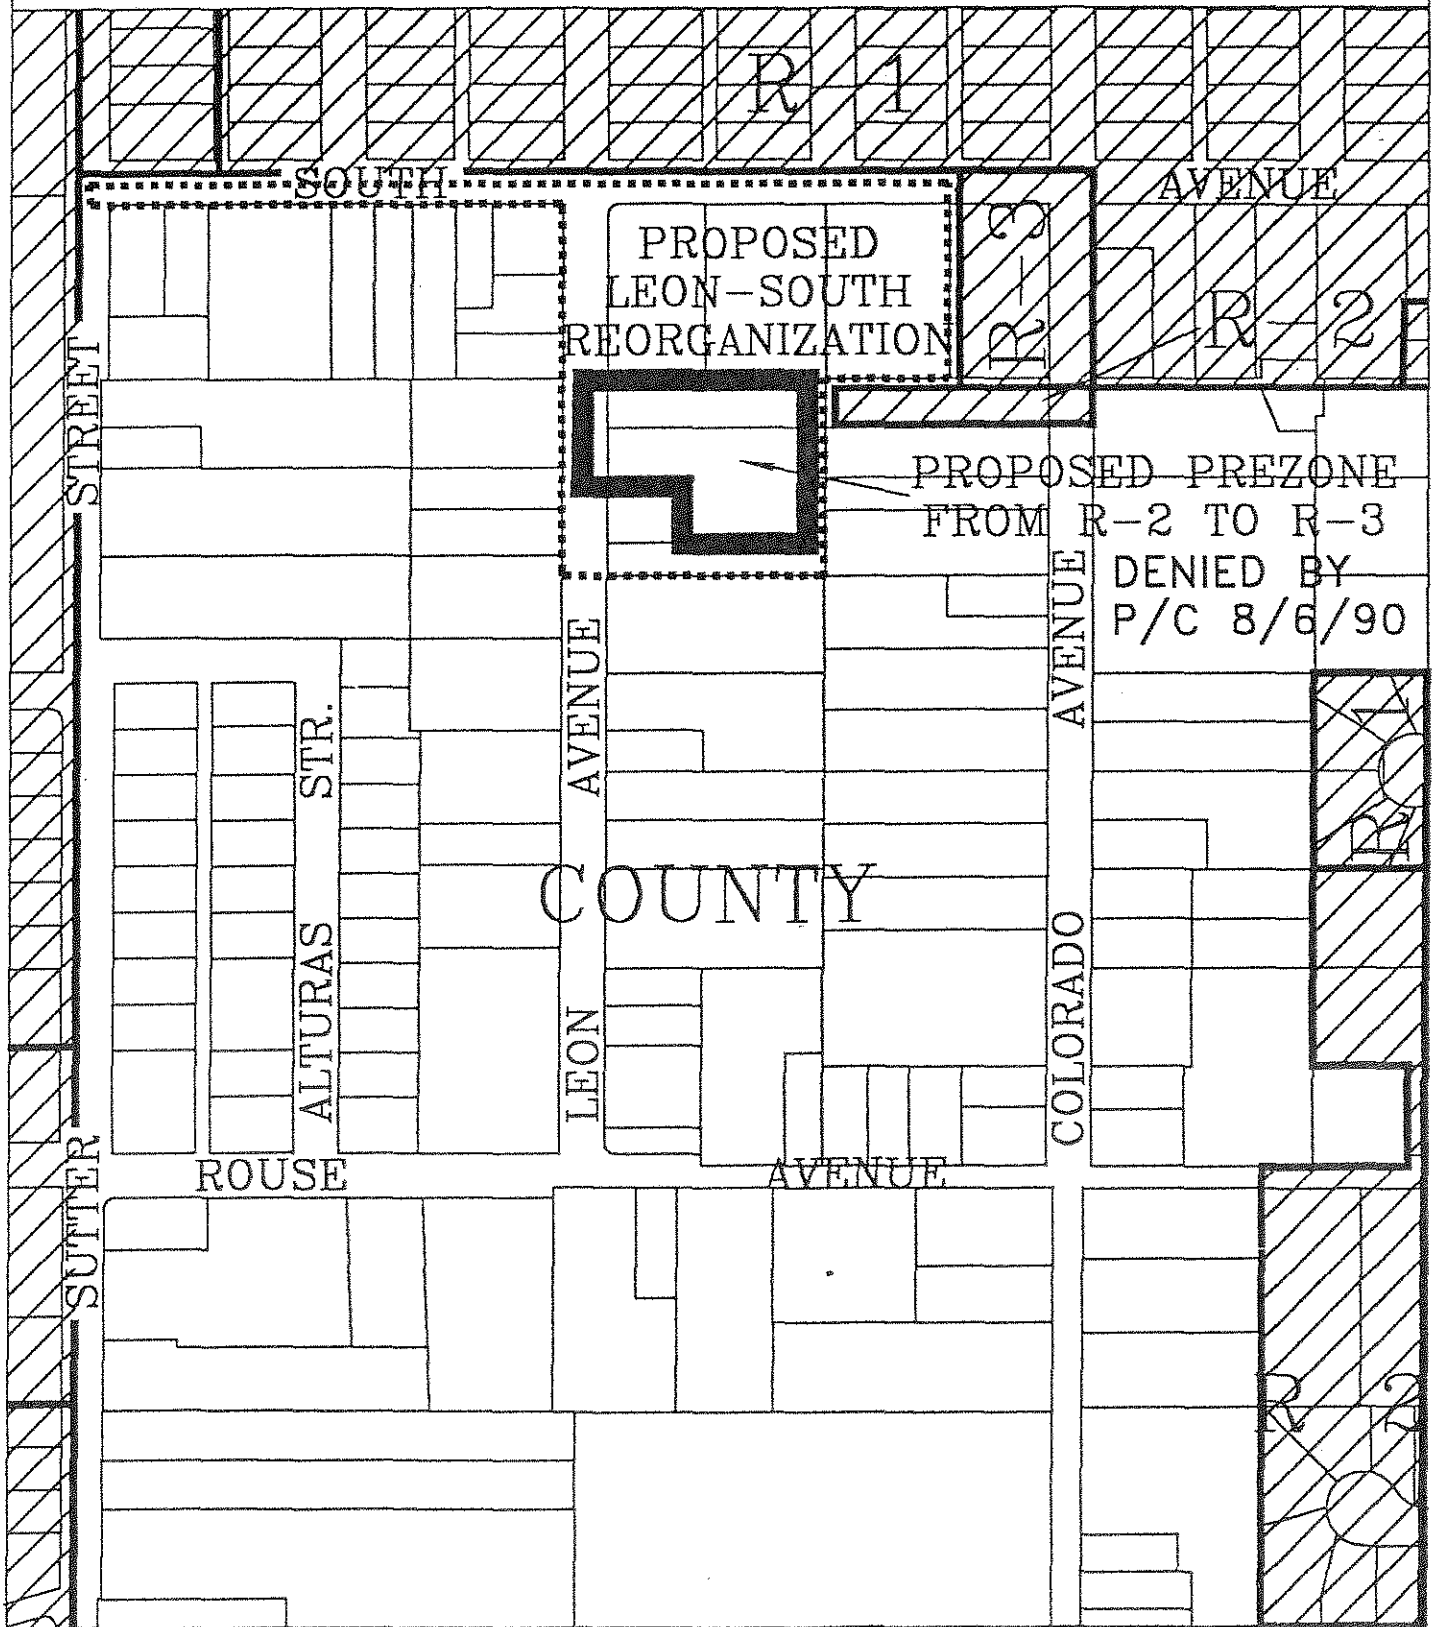 R-1
SOUTH AVENUE
PROPOSED
LEON-SOUTH
REORGANIZATION
R-3
R-2
STREET
PROPOSED PREZONE
FROM R-2 TO R-3
DENIED BY
P/C 8/6/90
AVENUE
AVENUE
STR.
R-1
COUNTY
ALTURAS
LEON
COLORADO
ROUSE AVENUE
SUTTER
R 2